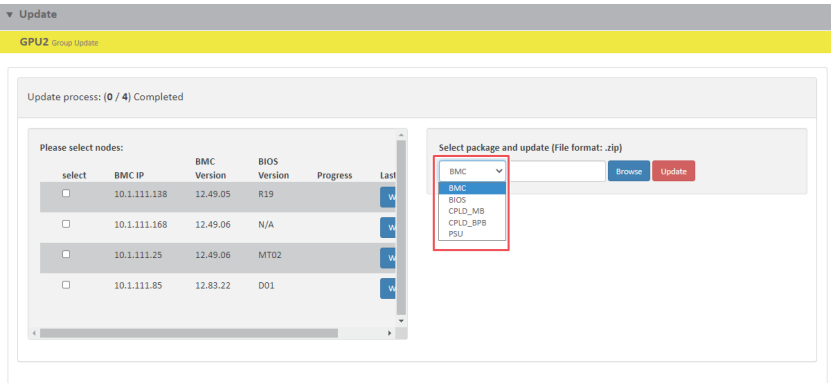 Update
GPU2 Group Update
Update process: (0 / 4) Completed
Please select nodes:
select BMC IP BMC Version BIOS Version Progress Last
10.1.111.138 12.49.05 R19
10.1.111.168 12.49.06 N/A
10.1.111.25 12.49.06 MT02
10.1.111.85 12.83.22 D01
Select package and update (File format: .zip)
BMC Browse Update
BMC
BIOS
CPLD_MB
CPLD_BPB
PSU